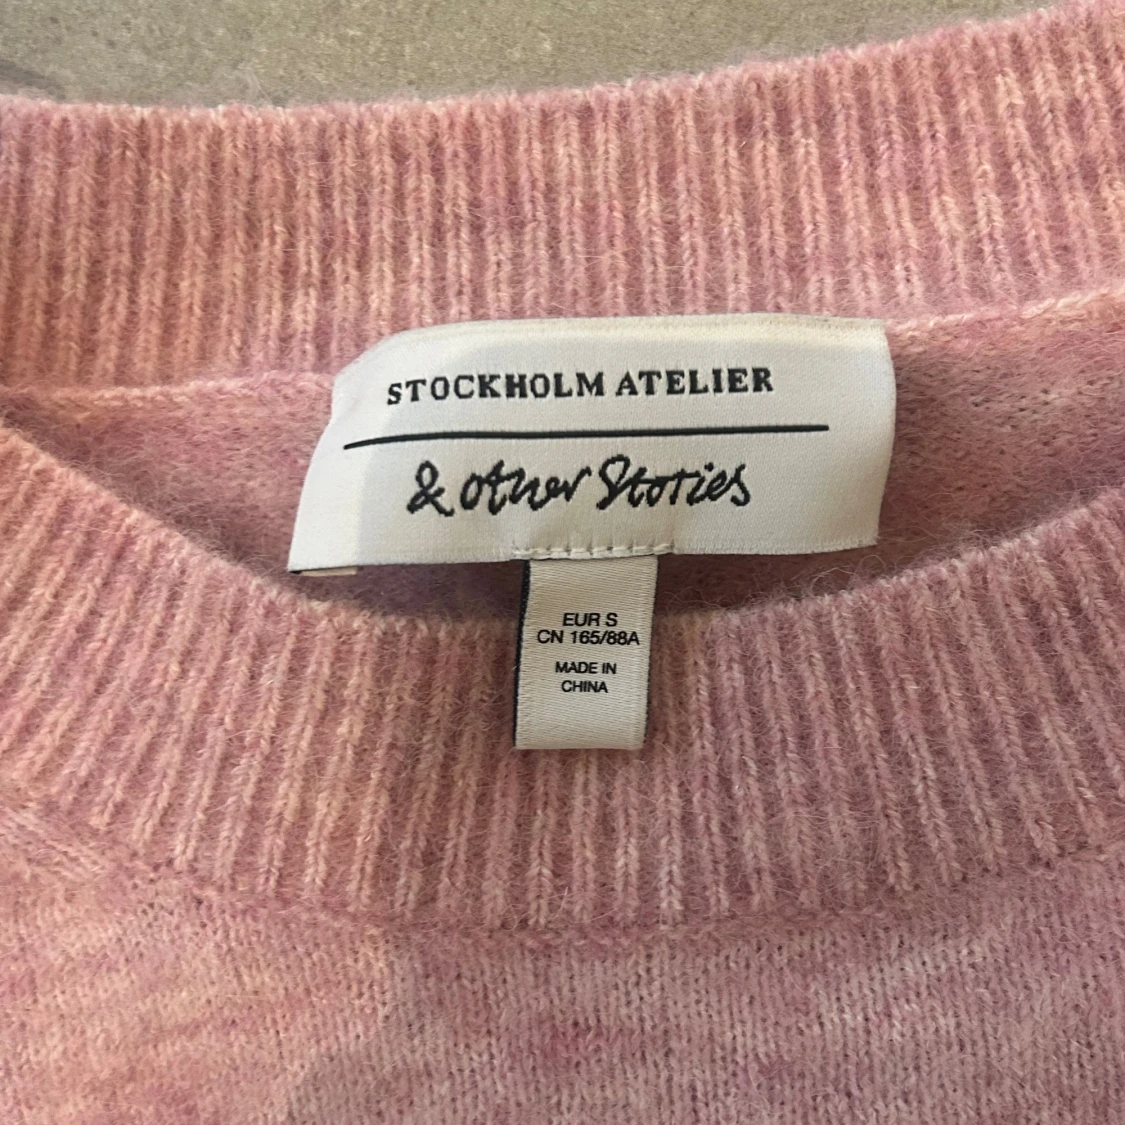 STOCKHOLM ATELIER
& other Stories
EUR S
CN 165/88A
MADE IN
CHINA